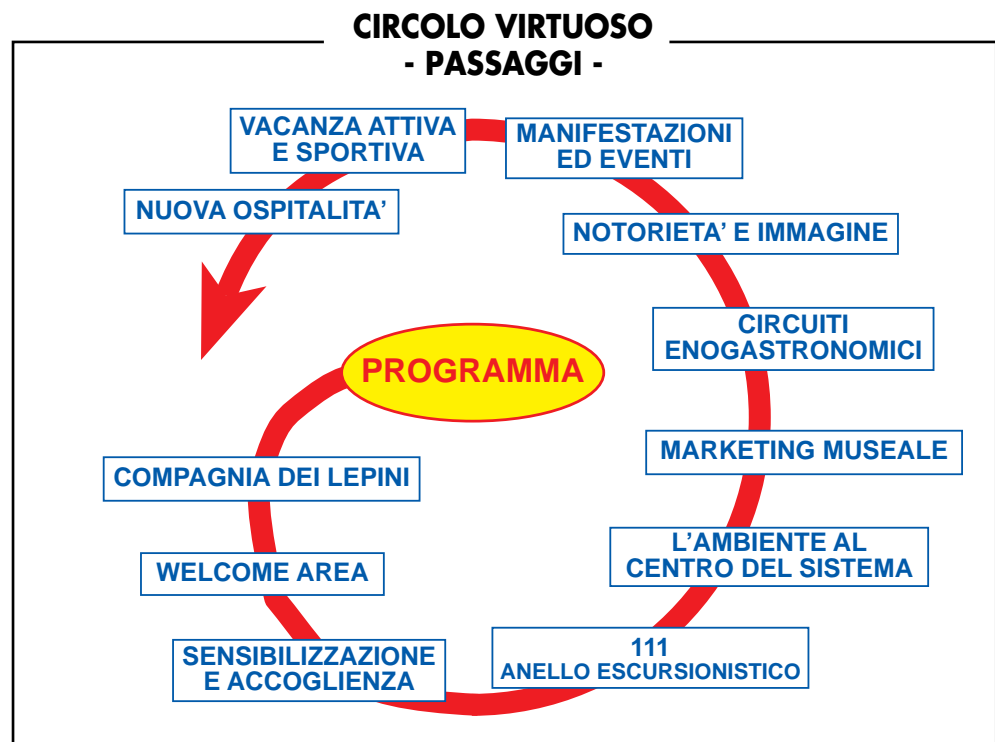 CIRCOLO VIRTUOSO
- PASSAGGI -
VACANZA ATTIVA
E SPORTIVA
MANIFESTAZIONI
ED EVENTI
NUOVA OSPITALITA’
NOTORIETA’ E IMMAGINE
CIRCUITI
ENOGASTRONOMICI
PROGRAMMA
COMPAGNIA DEI LEPINI
MARKETING MUSEALE
WELCOME AREA
L’AMBIENTE AL
CENTRO DEL SISTEMA
SENSIBILIZZAZIONE
E ACCOGLIENZA
111
ANELLO ESCURSIONISTICO